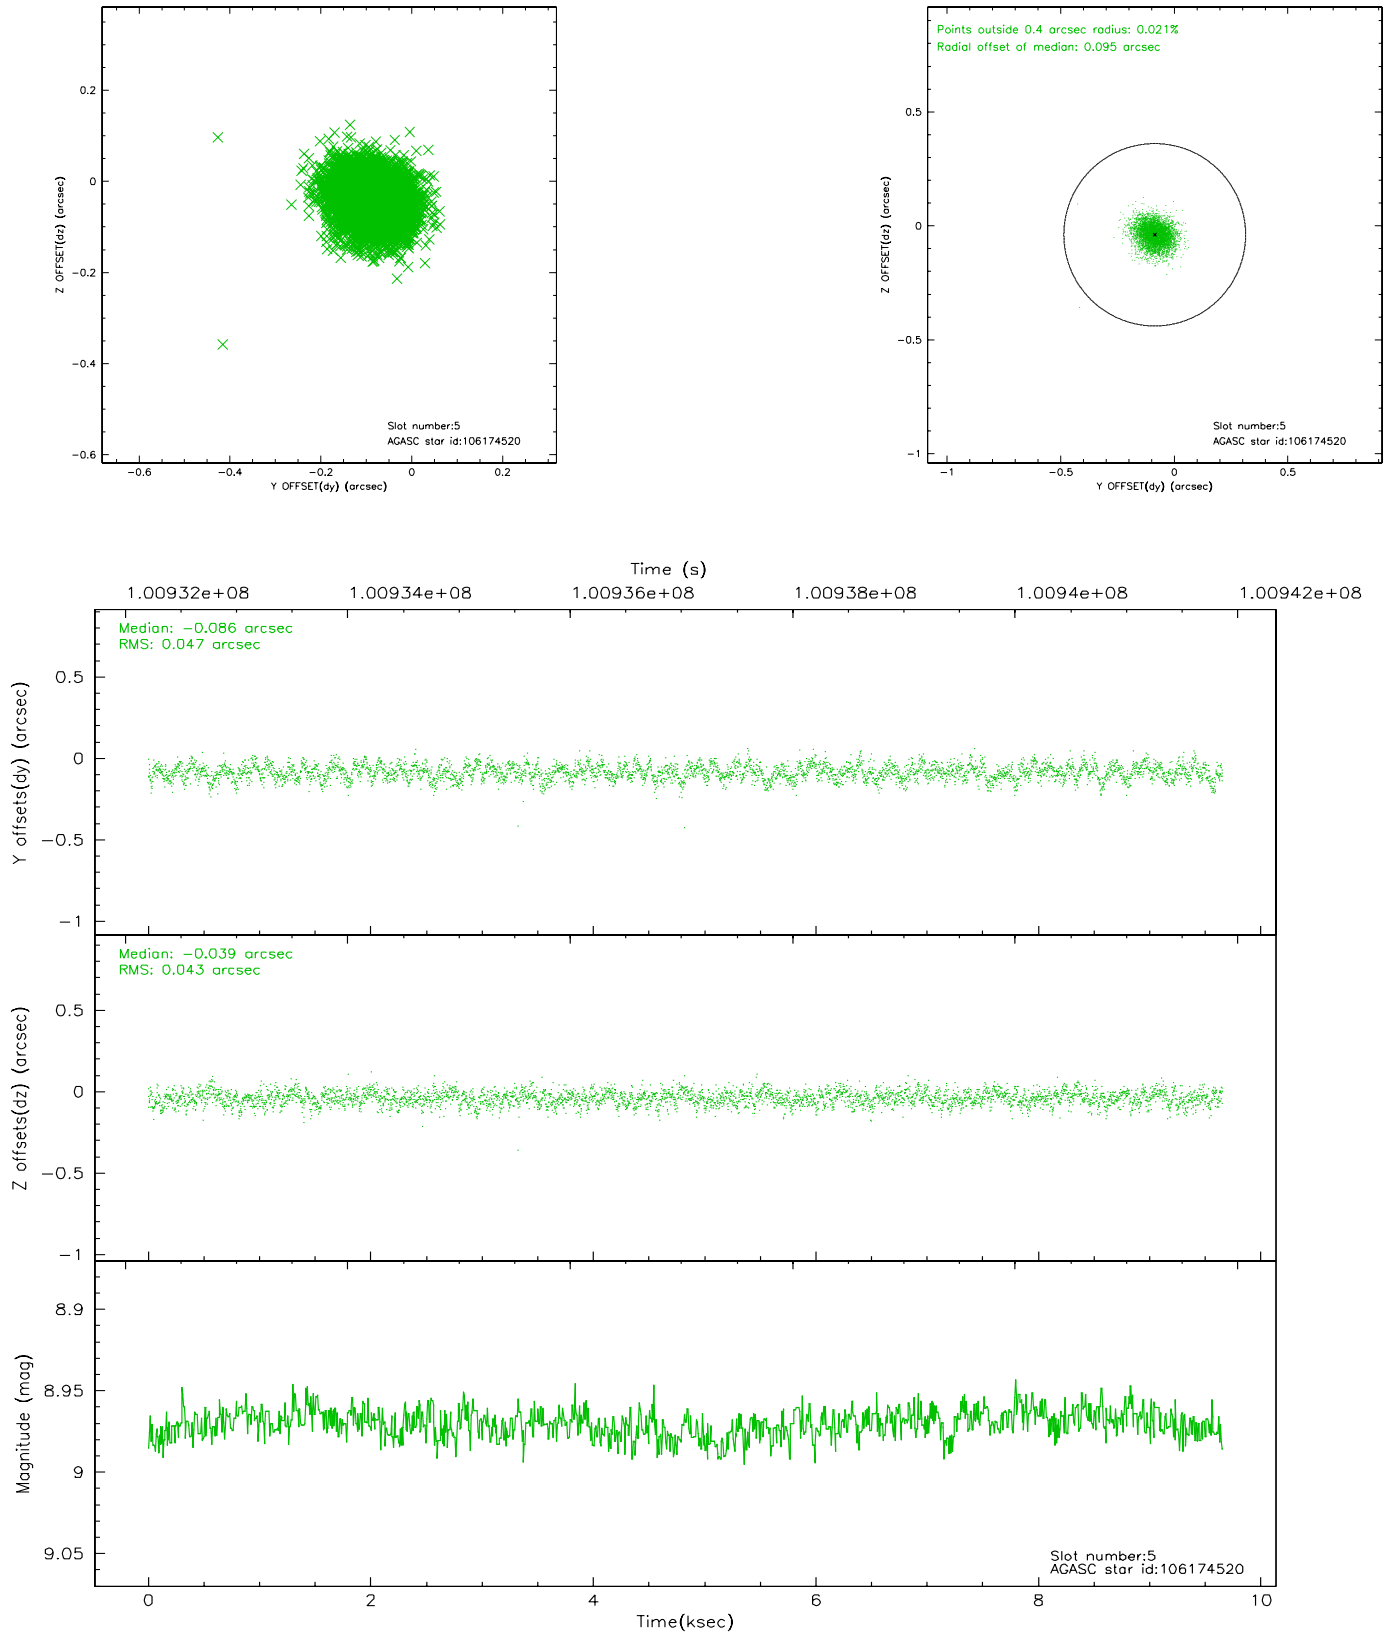 0.2
0
−0.2
−0.4
−0.6
Z OFFSET(dz) (arcsec)
−0.6 −0.4 −0.2 0 0.2
Y OFFSET(dy) (arcsec)
Slot number:5
AGASC star id:106174520
Points outside 0.4 arcsec radius: 0.021%
Radial offset of median: 0.095 arcsec
0.5
0
−0.5
−1
Z OFFSET(dz) (arcsec)
−1 −0.5 0 0.5
Y OFFSET(dy) (arcsec)
Slot number:5
AGASC star id:106174520
Time (s)
1.00932e+08 1.00934e+08 1.00936e+08 1.00938e+08 1.0094e+08 1.00942e+08
Median: −0.086 arcsec
RMS: 0.047 arcsec
0.5
0
−0.5
−1
Y offsets(dy) (arcsec)
Median: −0.039 arcsec
RMS: 0.043 arcsec
0.5
0
−0.5
−1
Z offsets(dz) (arcsec)
8.9
8.95
9
9.05
Magnitude (mag)
Slot number:5
AGASC star id:106174520
0 2 4 6 8 10
Time(ksec)